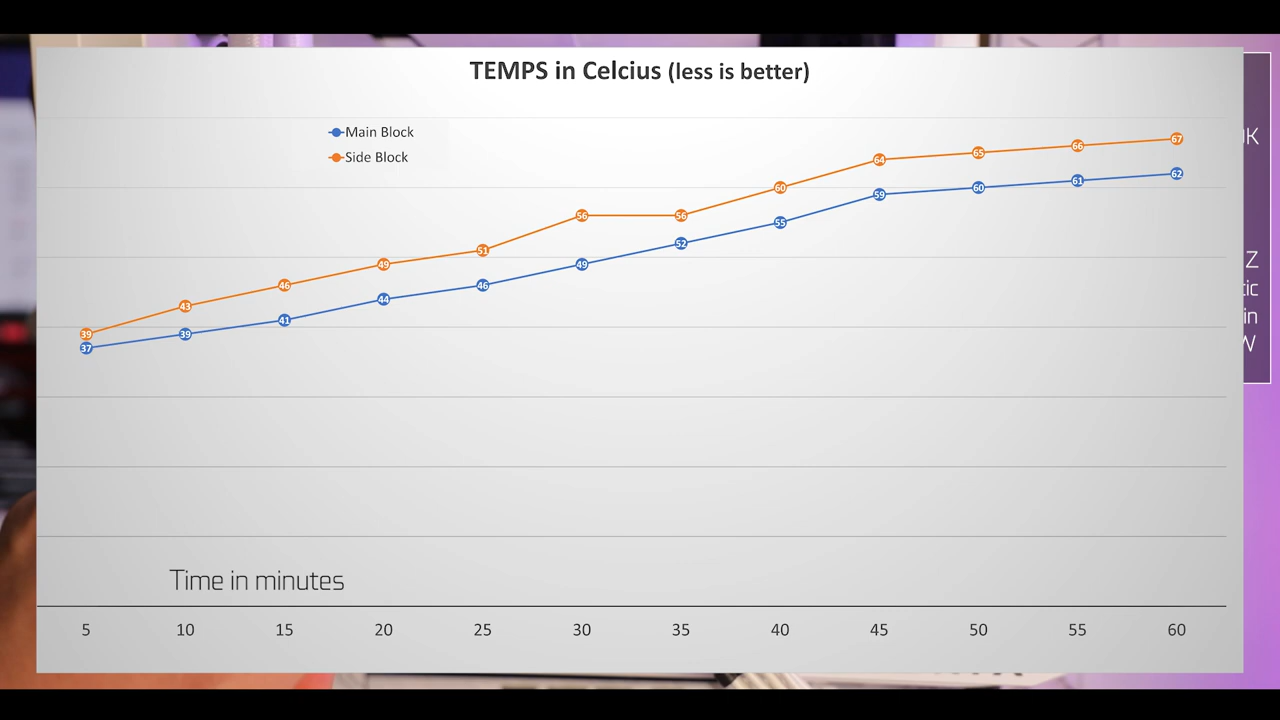 TEMPS in Celcius (less is better)
Main Block
Side Block
39 43 46 49 51 56 56 60 64 65 66 67
37 39 41 44 46 49 52 55 59 60 61 62
Time in minutes
5 10 15 20 25 30 35 40 45 50 55 60
Z
in
W